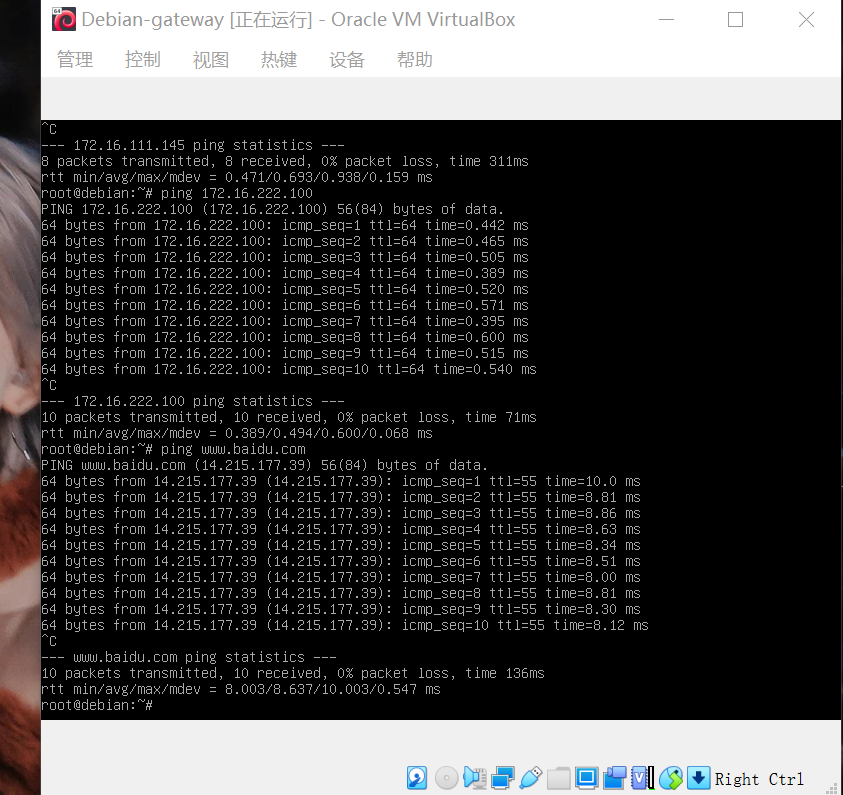 Debian-gateway [正在运行] - Oracle VM VirtualBox
管理 控制 视图 热键 设备 帮助
^C
--- 172.16.111.145 ping statistics ---
8 packets transmitted, 8 received, 0% packet loss, time 311ms
rtt min/avg/max/mdev = 0.471/0.693/0.938/0.159 ms
root@debian:~# ping 172.16.222.100
PING 172.16.222.100 (172.16.222.100) 56(84) bytes of data.
64 bytes from 172.16.222.100: icmp_seq=1 ttl=64 time=0.442 ms
64 bytes from 172.16.222.100: icmp_seq=2 ttl=64 time=0.465 ms
64 bytes from 172.16.222.100: icmp_seq=3 ttl=64 time=0.505 ms
64 bytes from 172.16.222.100: icmp_seq=4 ttl=64 time=0.389 ms
64 bytes from 172.16.222.100: icmp_seq=5 ttl=64 time=0.520 ms
64 bytes from 172.16.222.100: icmp_seq=6 ttl=64 time=0.571 ms
64 bytes from 172.16.222.100: icmp_seq=7 ttl=64 time=0.395 ms
64 bytes from 172.16.222.100: icmp_seq=8 ttl=64 time=0.600 ms
64 bytes from 172.16.222.100: icmp_seq=9 ttl=64 time=0.515 ms
64 bytes from 172.16.222.100: icmp_seq=10 ttl=64 time=0.540 ms
^C
--- 172.16.222.100 ping statistics ---
10 packets transmitted, 10 received, 0% packet loss, time 71ms
rtt min/avg/max/mdev = 0.389/0.494/0.600/0.068 ms
root@debian:~# ping www.baidu.com
PING www.baidu.com (14.215.177.39) 56(84) bytes of data.
64 bytes from 14.215.177.39 (14.215.177.39): icmp_seq=1 ttl=55 time=10.0 ms
64 bytes from 14.215.177.39 (14.215.177.39): icmp_seq=2 ttl=55 time=8.81 ms
64 bytes from 14.215.177.39 (14.215.177.39): icmp_seq=3 ttl=55 time=8.86 ms
64 bytes from 14.215.177.39 (14.215.177.39): icmp_seq=4 ttl=55 time=8.63 ms
64 bytes from 14.215.177.39 (14.215.177.39): icmp_seq=5 ttl=55 time=8.34 ms
64 bytes from 14.215.177.39 (14.215.177.39): icmp_seq=6 ttl=55 time=8.51 ms
64 bytes from 14.215.177.39 (14.215.177.39): icmp_seq=7 ttl=55 time=8.00 ms
64 bytes from 14.215.177.39 (14.215.177.39): icmp_seq=8 ttl=55 time=8.81 ms
64 bytes from 14.215.177.39 (14.215.177.39): icmp_seq=9 ttl=55 time=8.30 ms
64 bytes from 14.215.177.39 (14.215.177.39): icmp_seq=10 ttl=55 time=8.12 ms
^C
--- www.baidu.com ping statistics ---
10 packets transmitted, 10 received, 0% packet loss, time 136ms
rtt min/avg/max/mdev = 8.003/8.637/10.003/0.547 ms
root@debian:~#
Right Ctrl